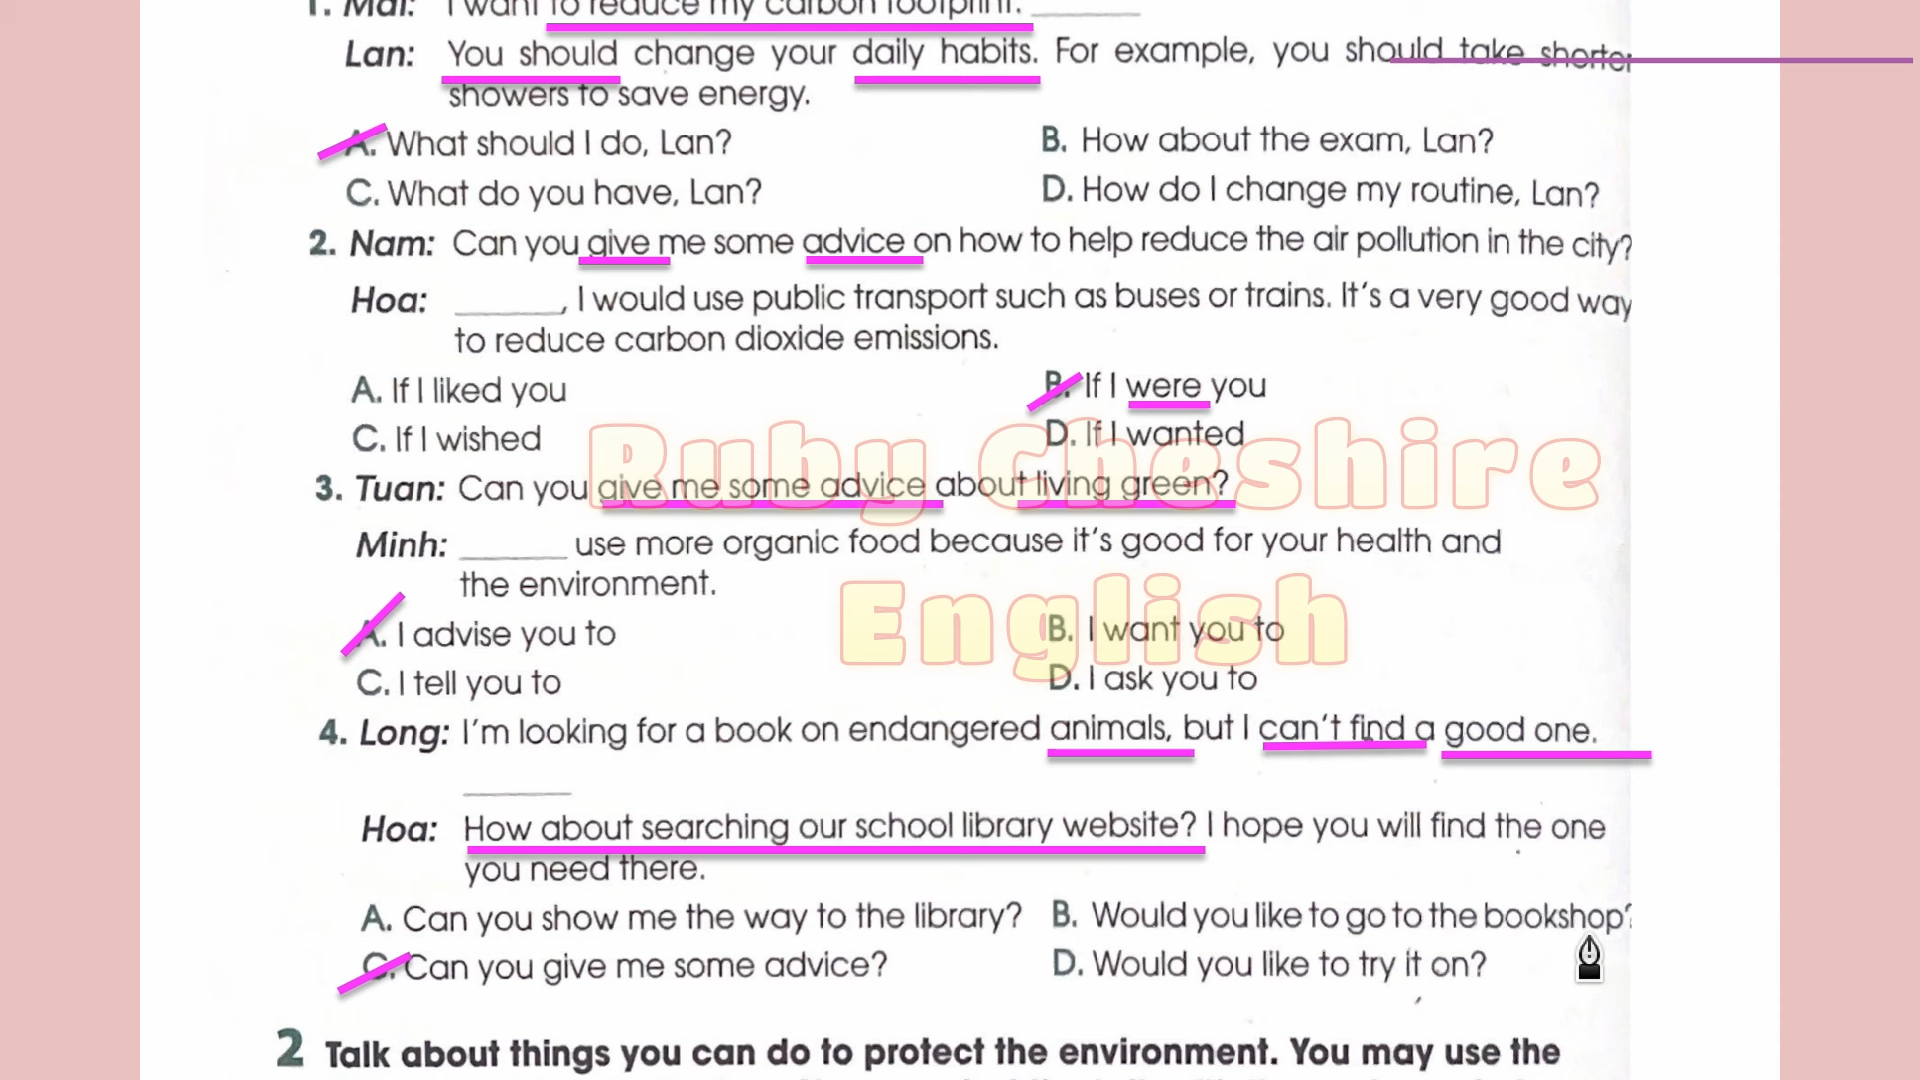 1. Mai: I want to reduce my carbon footprint. ______
Lan: You should change your daily habits. For example, you should take shorter
showers to save energy.
A. What should I do, Lan? B. How about the exam, Lan?
C. What do you have, Lan? D. How do I change my routine, Lan?
2. Nam: Can you give me some advice on how to help reduce the air pollution in the city?
Hoa: ______, I would use public transport such as buses or trains. It's a very good way
to reduce carbon dioxide emissions.
A. If I liked you B. If I were you
C. If I wished D. If I wanted
3. Tuan: Can you give me some advice about living green?
Minh: ______ use more organic food because it's good for your health and
the environment.
A. I advise you to B. I want you to
C. I tell you to D. I ask you to
4. Long: I'm looking for a book on endangered animals, but I can't find a good one.
______
Hoa: How about searching our school library website? I hope you will find the one
you need there.
A. Can you show me the way to the library? B. Would you like to go to the bookshop?
C. Can you give me some advice? D. Would you like to try it on?
2 Talk about things you can do to protect the environment. You may use the
Ruby Cheshire
English